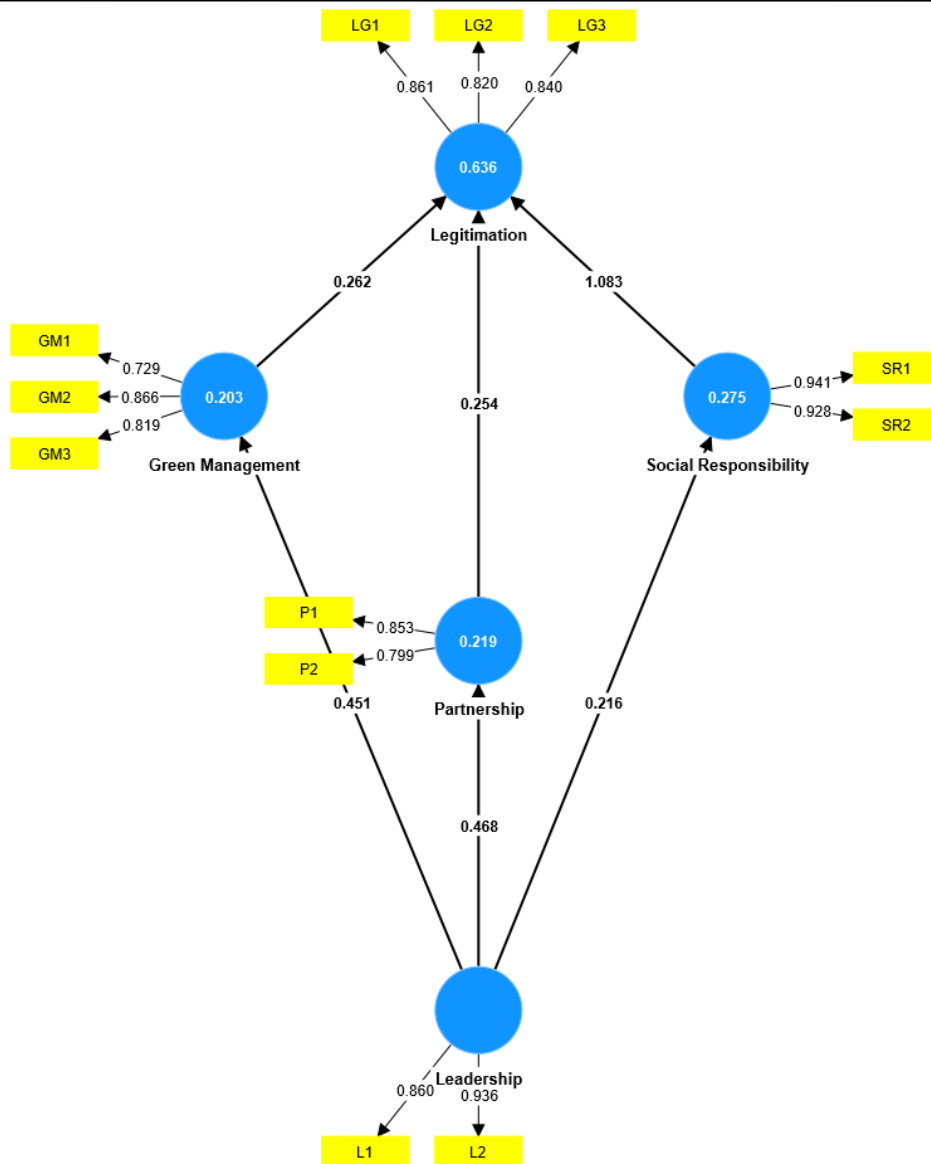 LG1 LG2 LG3
0.861 0.820 0.840
0.636
Legitimation
0.262 1.083
GM1
0.729
GM2
0.866
GM3
0.819
0.203
Green Management
0.254
0.275
Social Responsibility
SR1
0.941
SR2
0.928
P1
0.853
P2
0.799
0.219
Partnership
0.451
0.216
0.468
Leadership
0.860
0.936
L1 L2